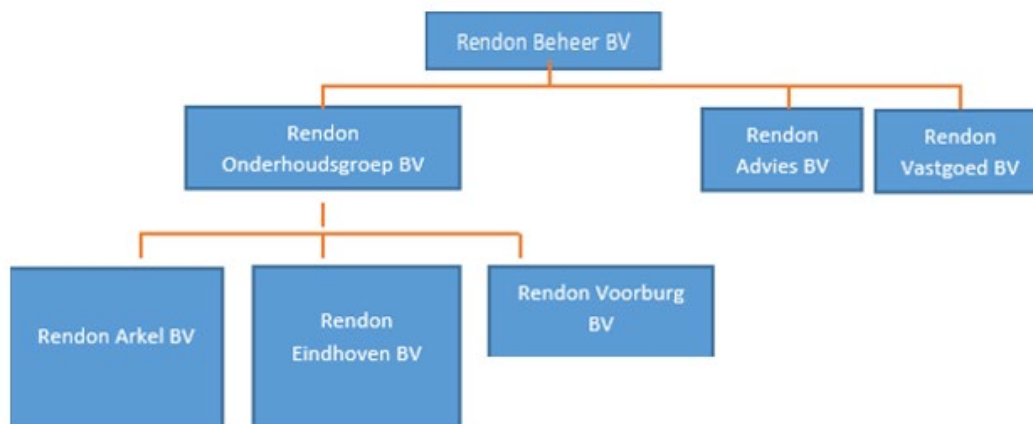 Rendon Beheer BV
Rendon
Onderhoudsgroep BV
Rendon
Advies BV
Rendon
Vastgoed BV
Rendon Arkel BV
Rendon
Eindhoven BV
Rendon Voorburg
BV